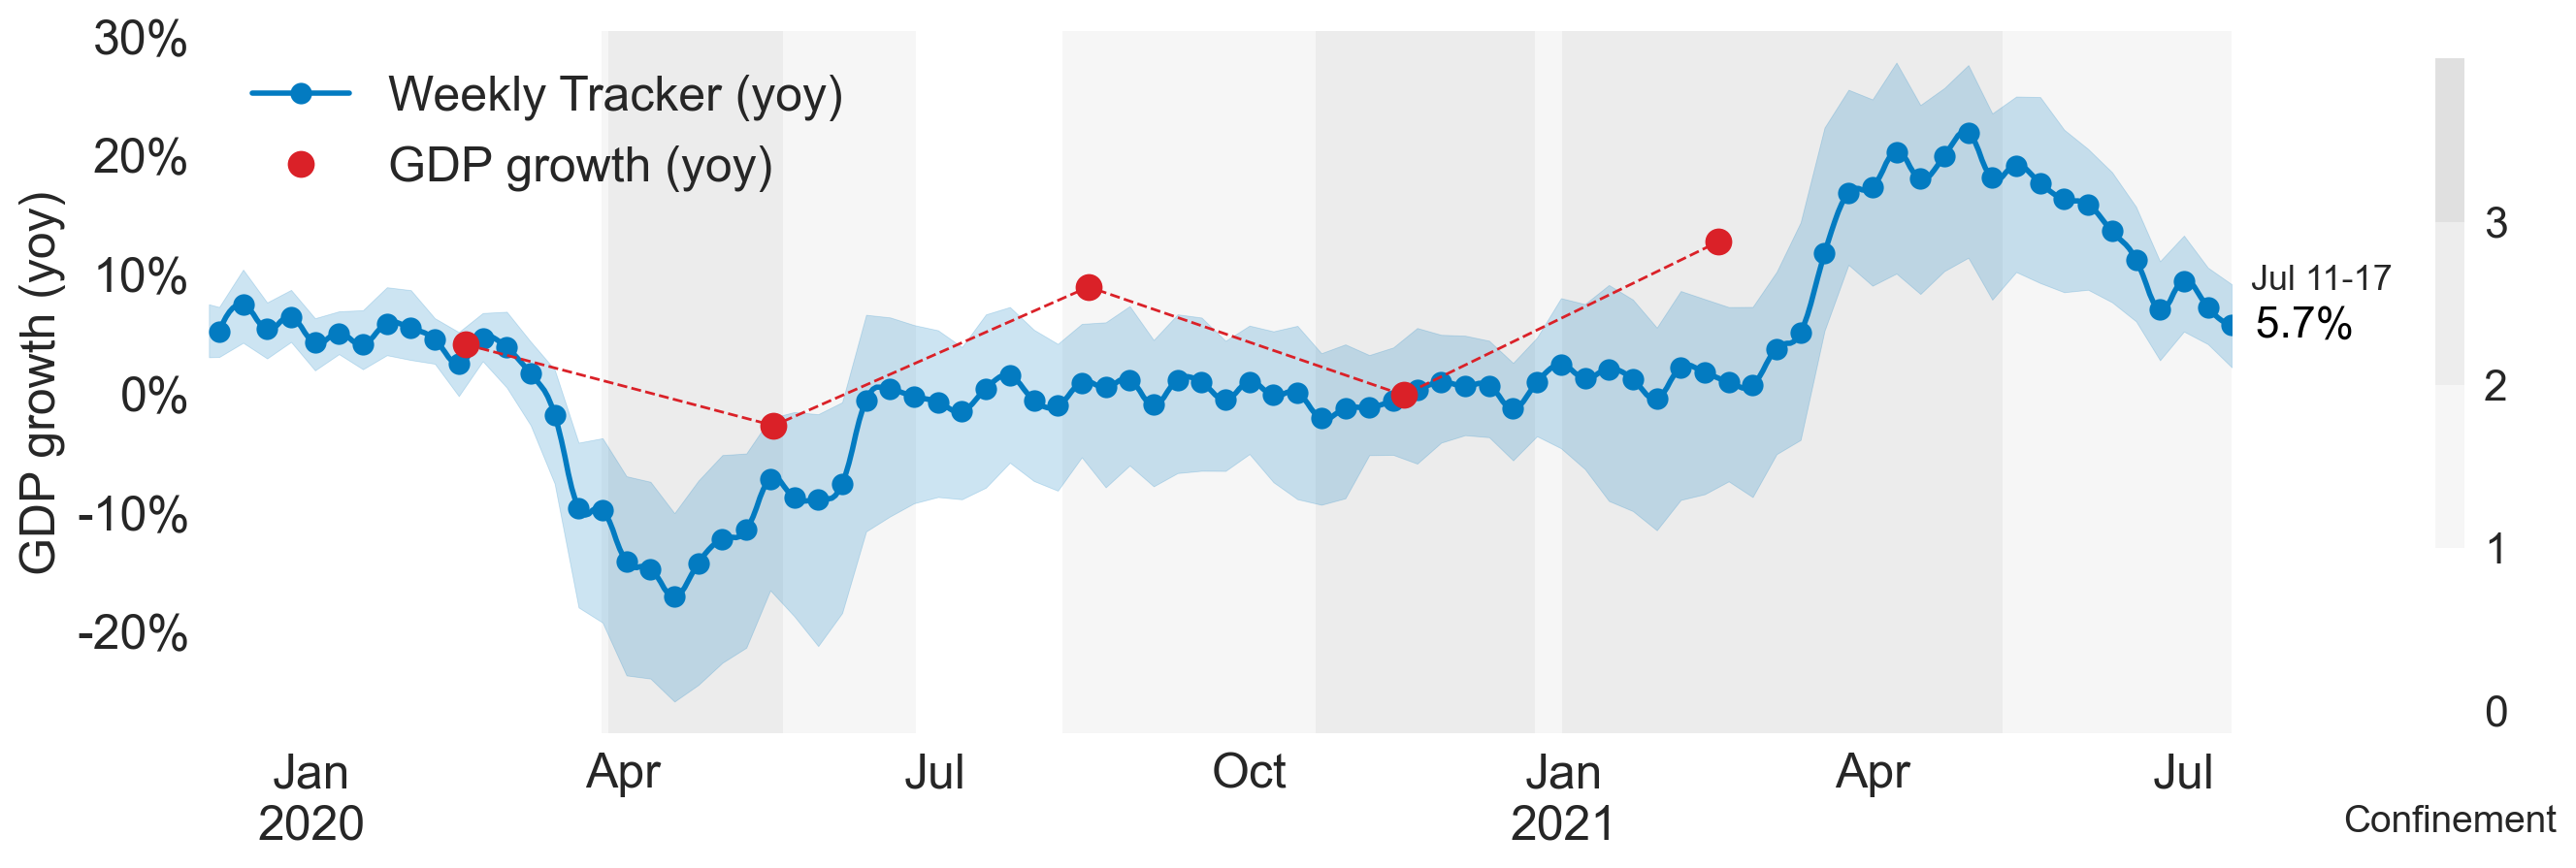 30%
20%
10%
0%
-10%
-20%
GDP growth (yoy)
Weekly Tracker (yoy)
GDP growth (yoy)
Jul 11-17
5.7%
3
2
1
0
Jan Apr Jul Oct Jan Apr Jul
2020 2021
Confinement